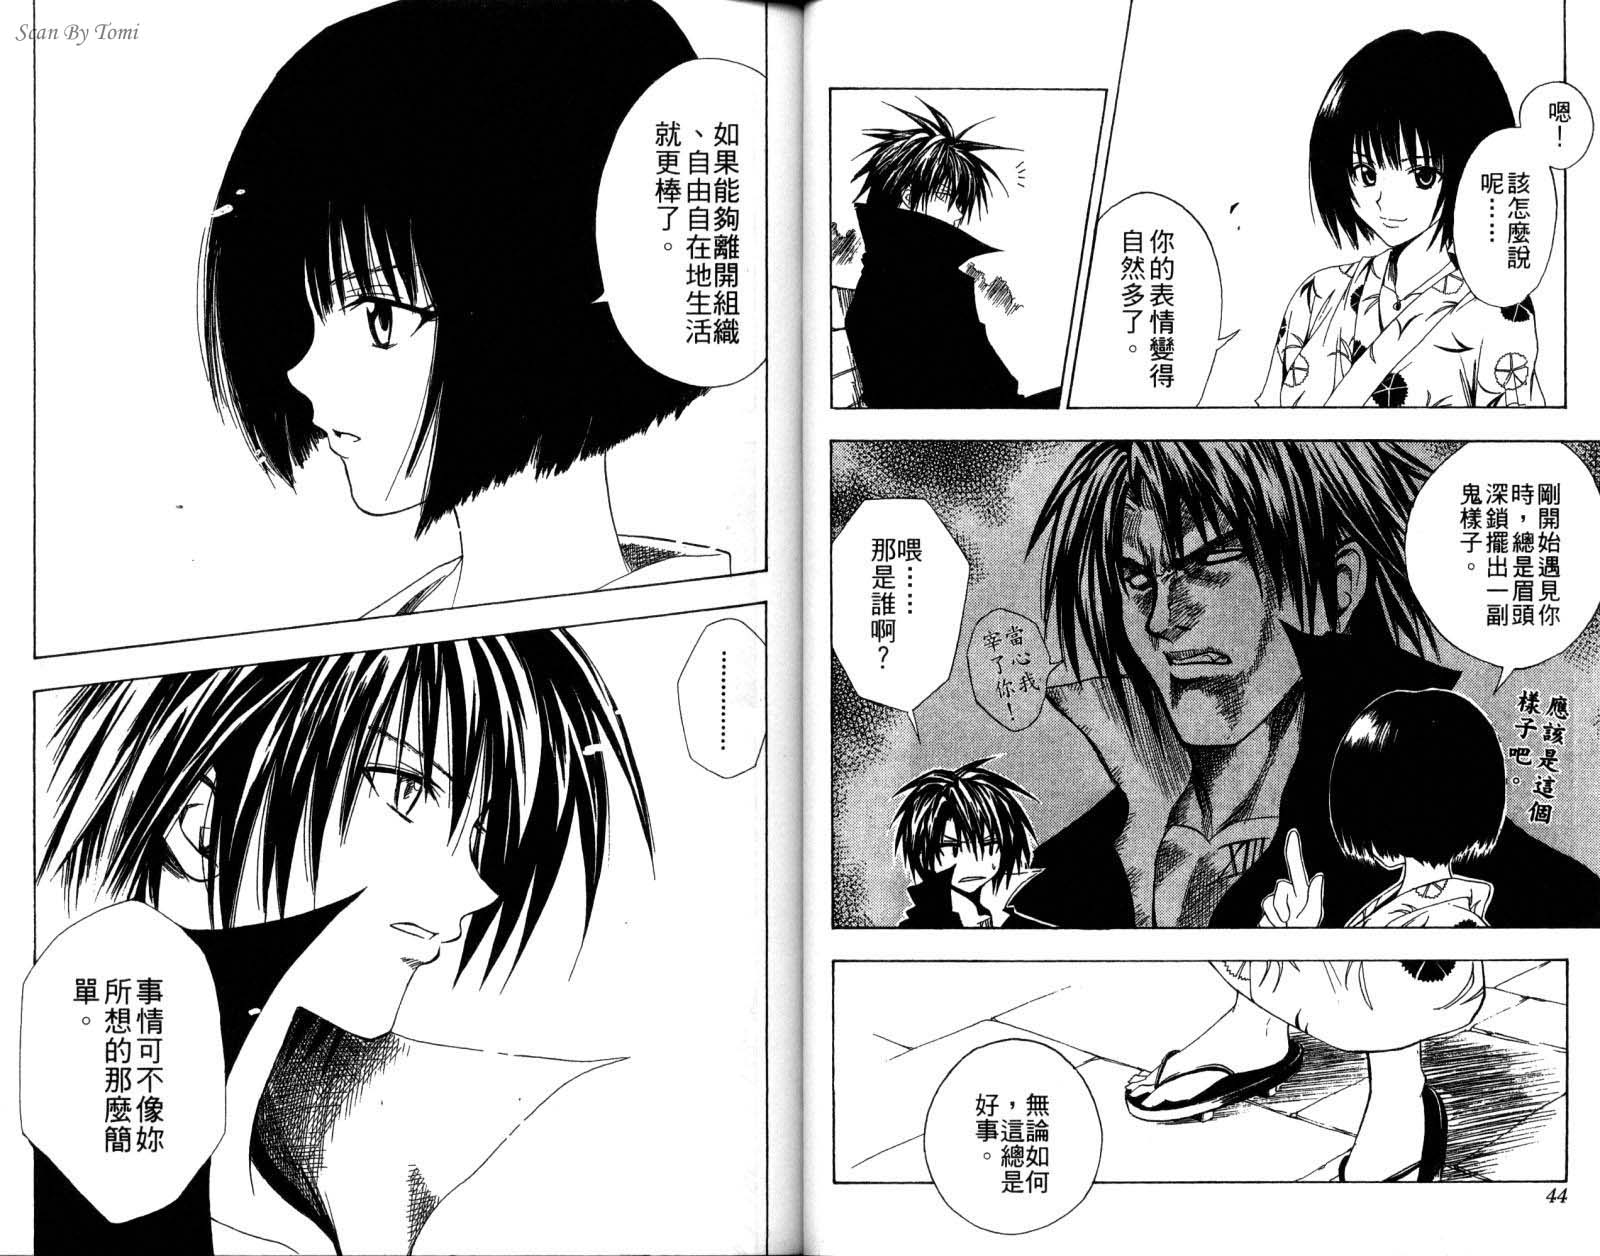 Scan By Tomi
嗯！
該怎麼說
呢……
你的表情變得
自然多了。
剛開始遇見你
時，總是眉頭
深鎖擺出一副
鬼樣子。
應該是這個
樣子吧。
當心我
宰了你！
喂……
那是誰啊？
無論如何
，這總是
好事。
44
如果能夠離開組織
、自由自在地生活
就更棒了。
…………
事情可不像妳
所想的那麼簡
單。